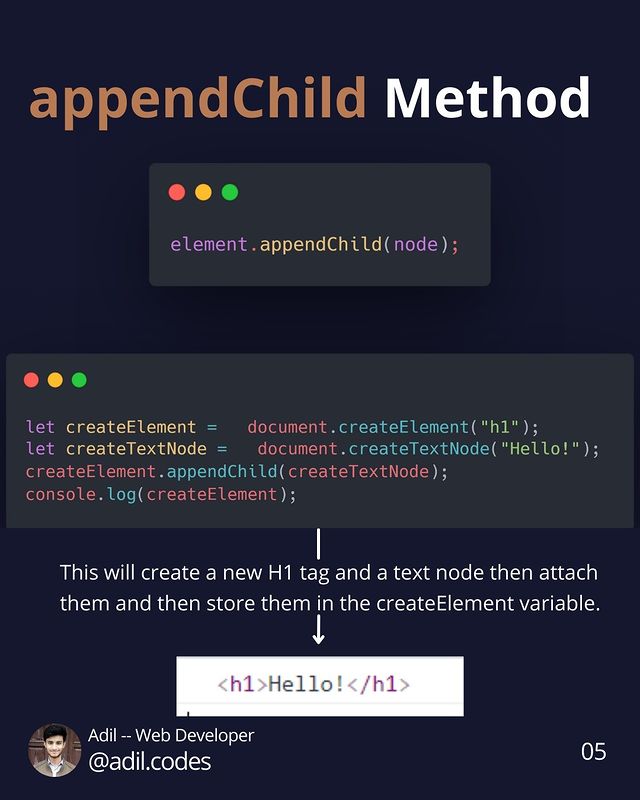 appendChild Method
element.appendChild(node);
let createElement =   document.createElement("h1");
let createTextNode =   document.createTextNode("Hello!");
createElement.appendChild(createTextNode);
console.log(createElement);
This will create a new H1 tag and a text node then attach
them and then store them in the createElement variable.
<h1>Hello!</h1>
Adil -- Web Developer
@adil.codes
05